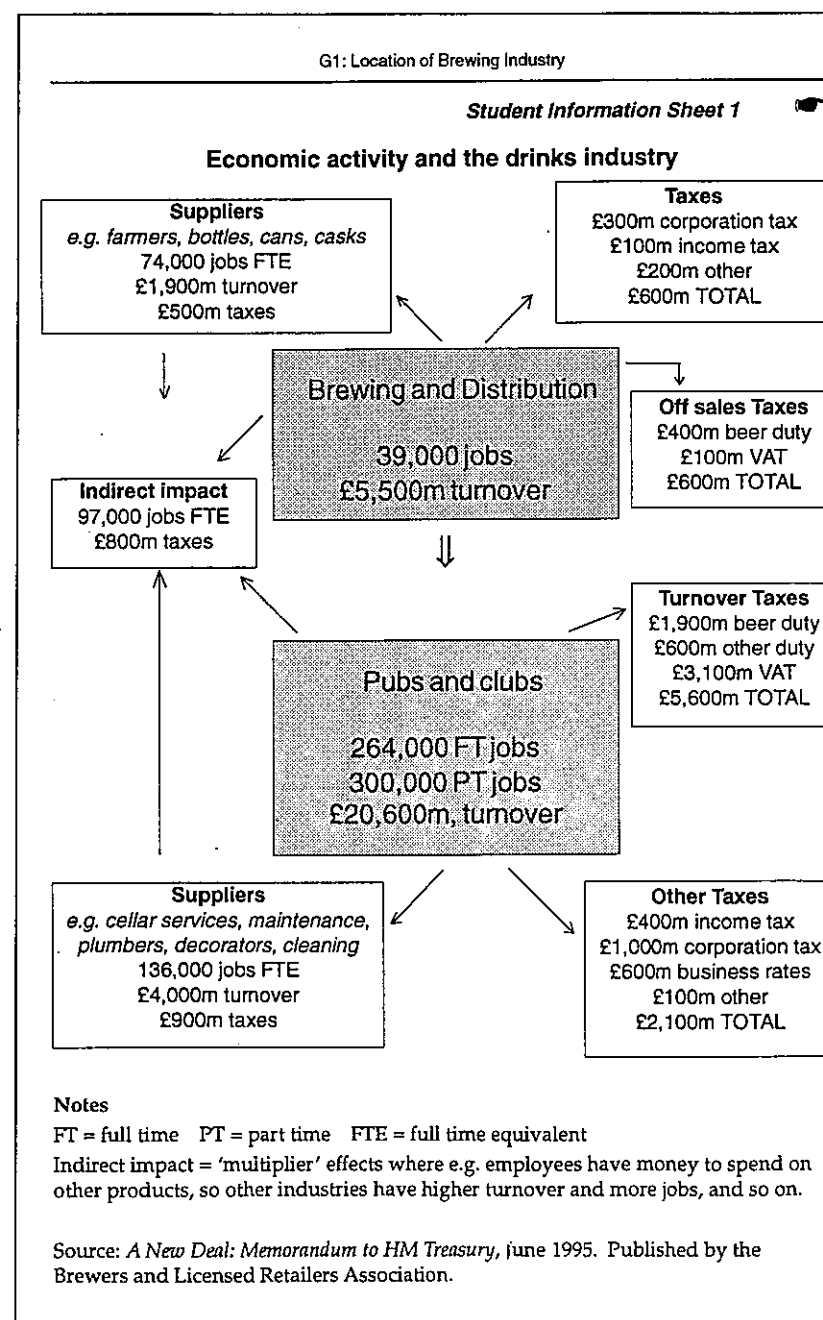 G1: Location of Brewing Industry
Student Information Sheet 1
Economic activity and the drinks industry
Suppliers
e.g. farmers, bottles, cans, casks
74,000 jobs FTE
£1,900m turnover
£500m taxes
Taxes
£300m corporation tax
£100m income tax
£200m other
£600m TOTAL
Brewing and Distribution
39,000 jobs
£5,500m turnover
Off sales Taxes
£400m beer duty
£100m VAT
£600m TOTAL
Indirect impact
97,000 jobs FTE
£800m taxes
Turnover Taxes
£1,900m beer duty
£600m other duty
£3,100m VAT
£5,600m TOTAL
Pubs and clubs
264,000 FT jobs
300,000 PT jobs
£20,600m, turnover
Suppliers
e.g. cellar services, maintenance,
plumbers, decorators, cleaning
136,000 jobs FTE
£4,000m turnover
£900m taxes
Other Taxes
£400m income tax
£1,000m corporation tax
£600m business rates
£100m other
£2,100m TOTAL
Notes
FT = full time PT = part time FTE = full time equivalent
Indirect impact = 'multiplier' effects where e.g. employees have money to spend on
other products, so other industries have higher turnover and more jobs, and so on.
Source: A New Deal: Memorandum to HM Treasury, June 1995. Published by the
Brewers and Licensed Retailers Association.